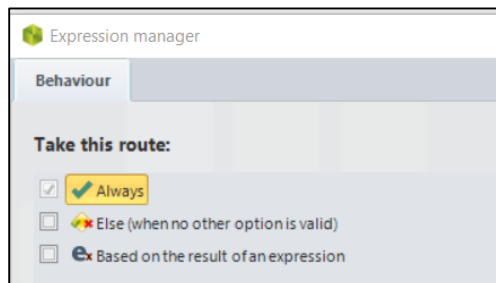 Expression manager
Behaviour
Take this route:
Always
Else (when no other option is valid)
Based on the result of an expression